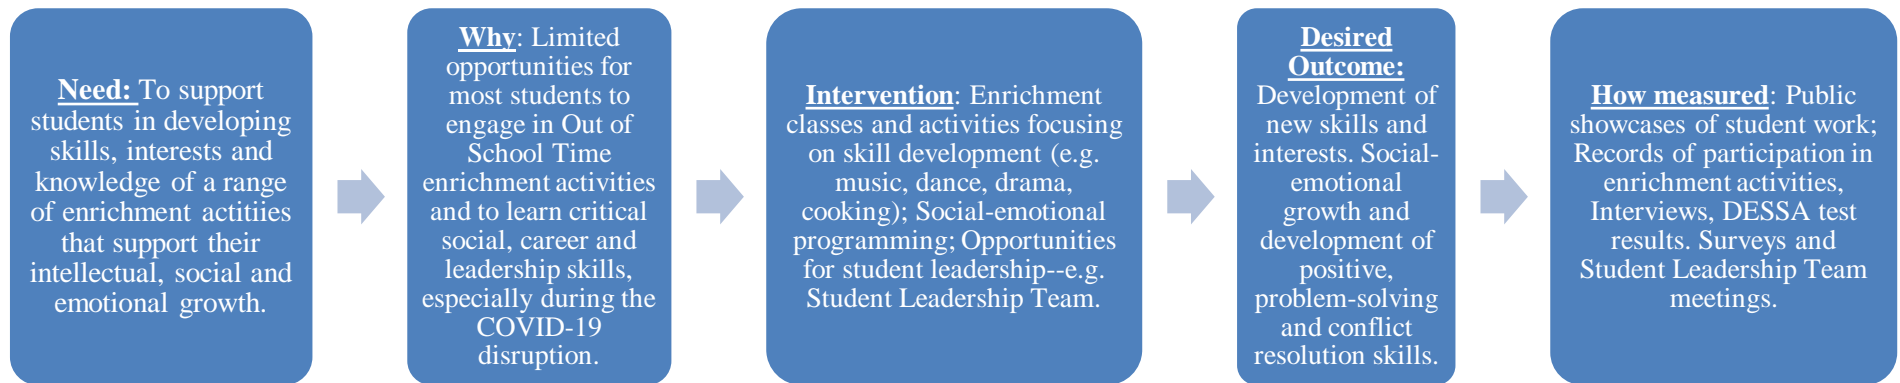 Need: To support
students in developing
skills, interests and
knowledge of a range
of enrichment actitiies
that support their
intellectual, social and
emotional growth.
Why: Limited
opportunities for
most students to
engage in Out of
School Time
enrichment activities
and to learn critical
social, career and
leadership skills,
especially during the
COVID-19
disruption.
Intervention: Enrichment
classes and activities focusing
on skill development (e.g.
music, dance, drama,
cooking); Social-emotional
programming; Opportunities
for student leadership--e.g.
Student Leadership Team.
Desired
Outcome:
Development of
new skills and
interests. Social-
emotional
growth and
development of
positive,
problem-solving
and conflict
resolution skills.
How measured: Public
showcases of student work;
Records of participation in
enrichment activities,
Interviews, DESSA test
results. Surveys and
Student Leadership Team
meetings.